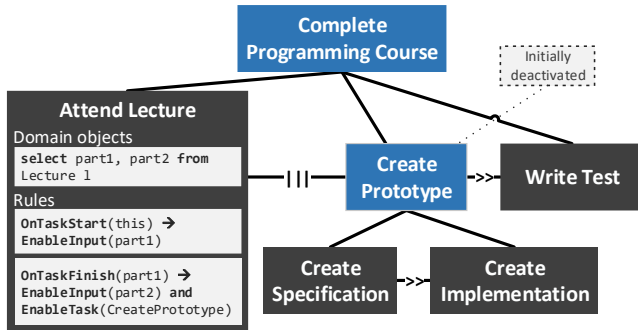 Complete
Programming Course
Initially
deactivated
Attend Lecture
Domain objects
select part1, part2 from
Lecture l
Rules
OnTaskStart(this) →
EnableInput(part1)
OnTaskFinish(part1) →
EnableInput(part2) and
EnableTask(CreatePrototype)
|||
Create
Prototype
>>
Write Test
Create
Specification
>>
Create
Implementation